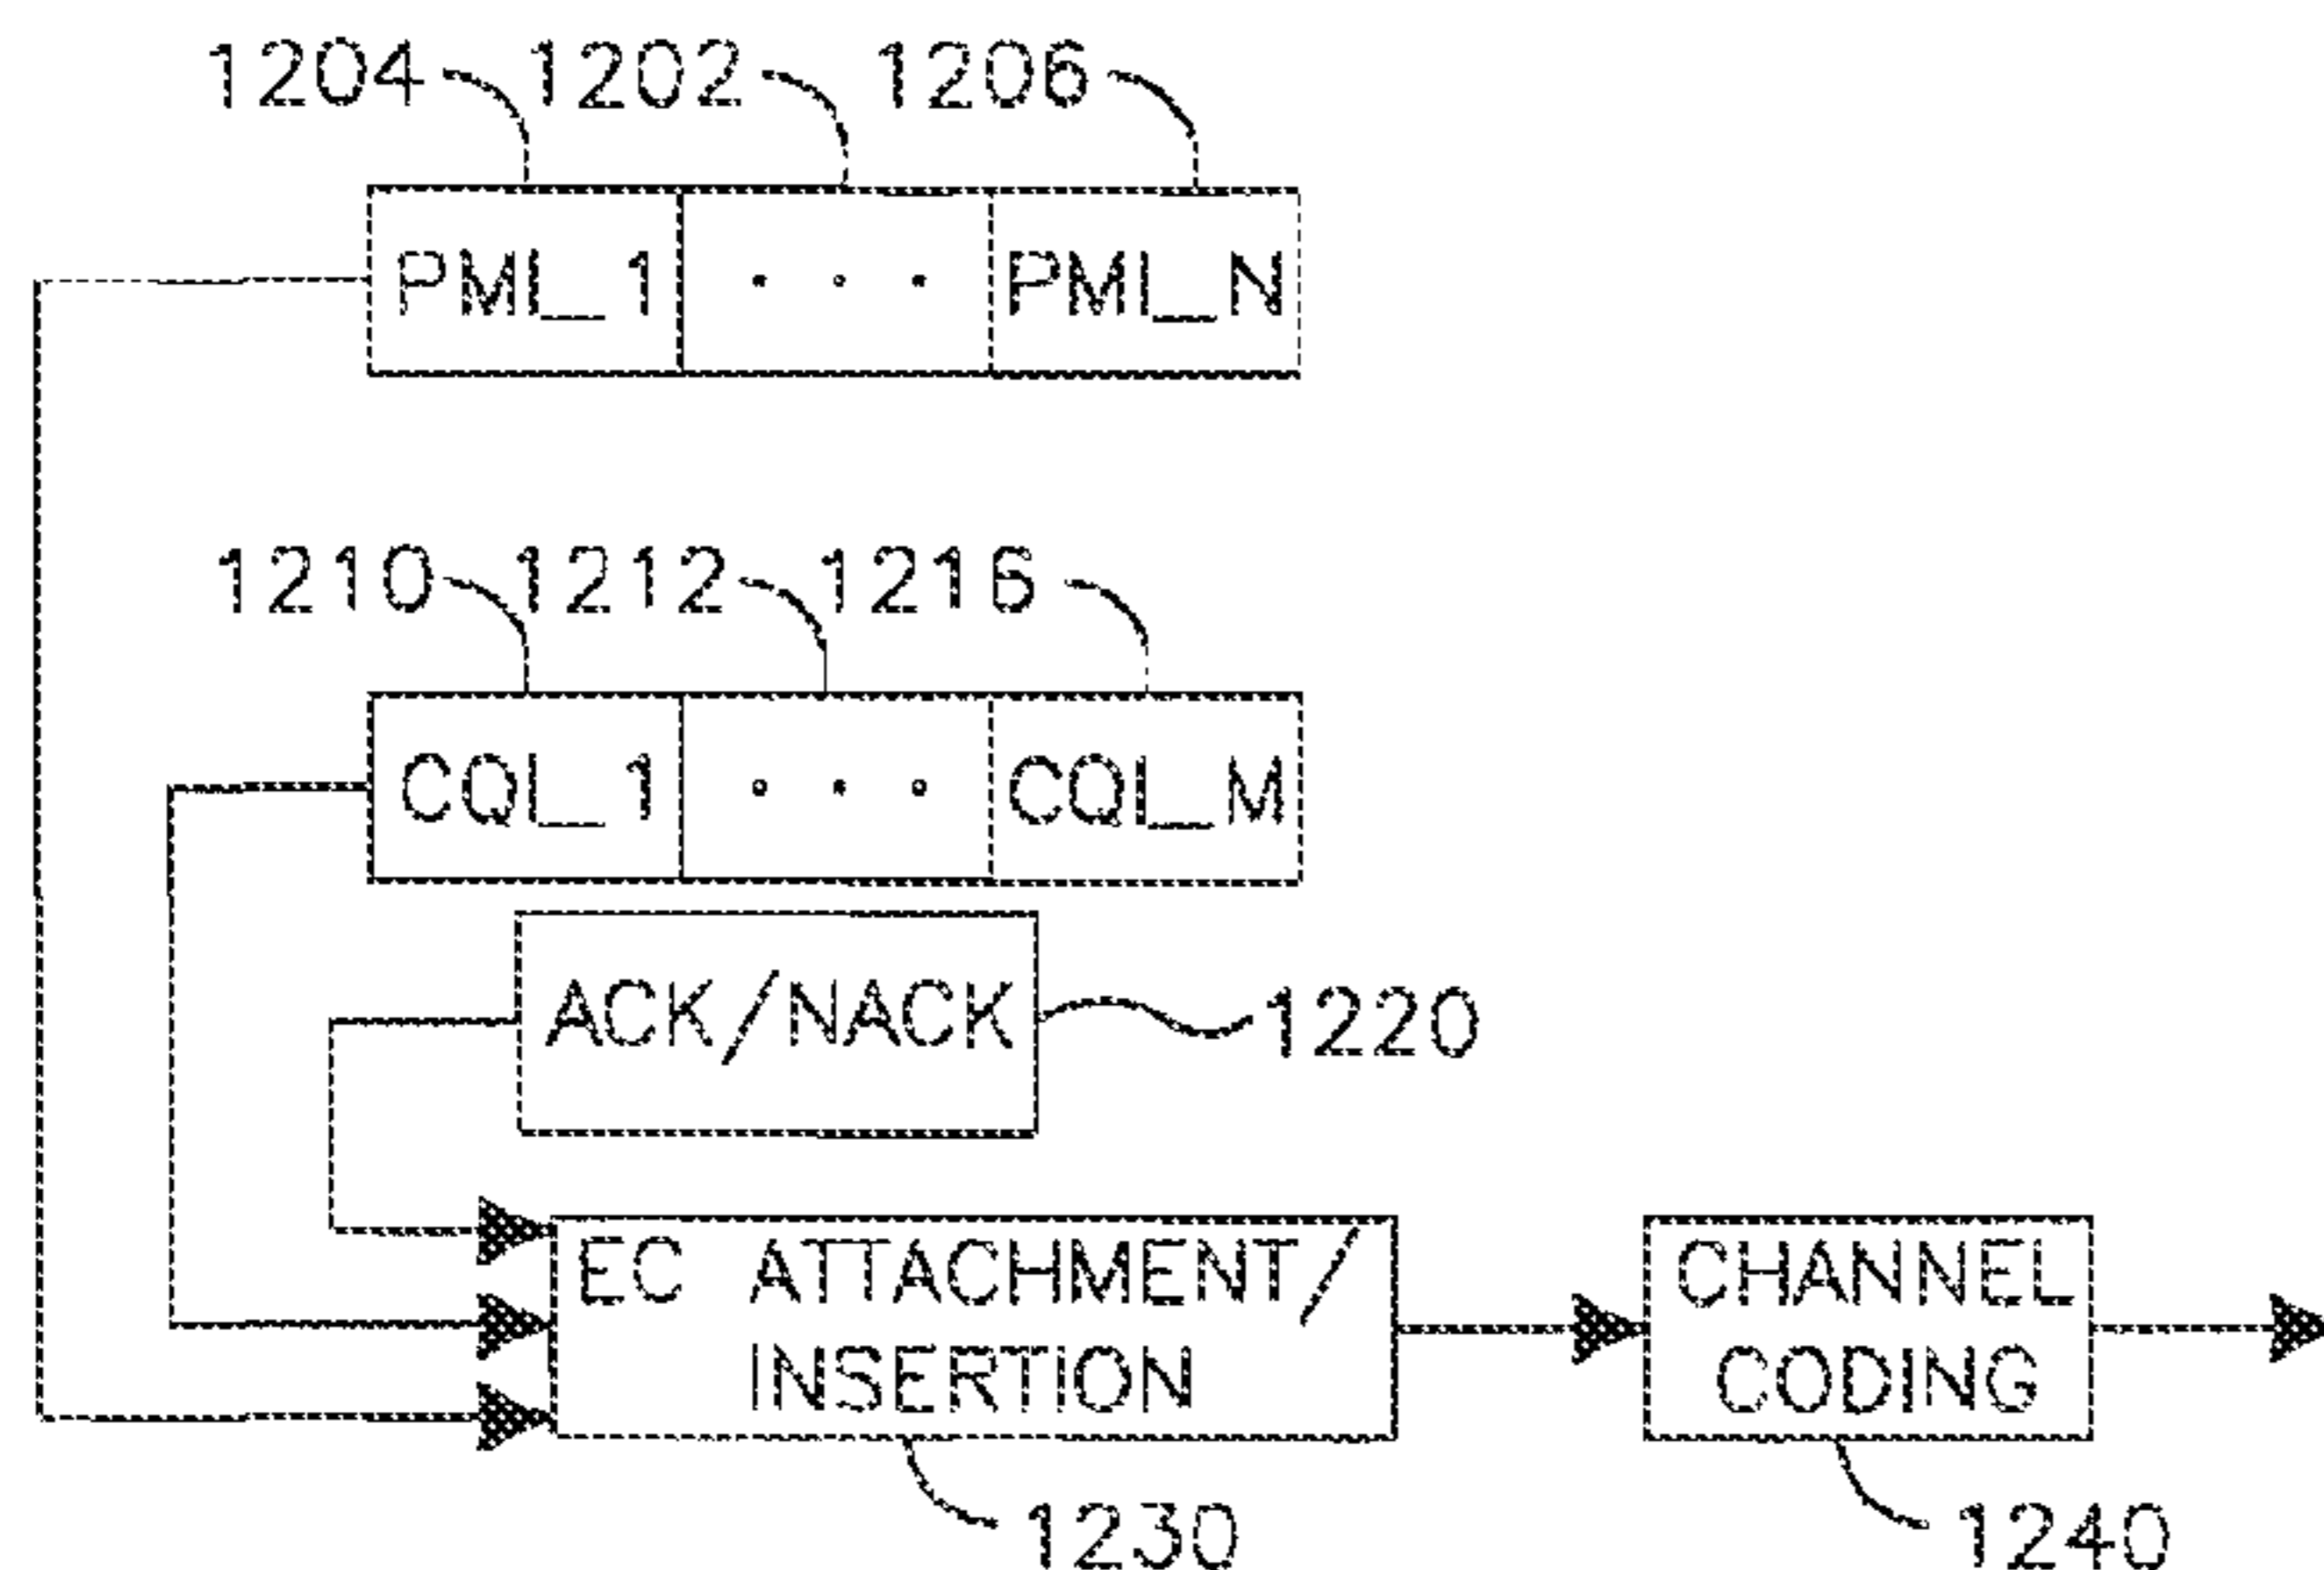 1204 1202 1206
PMI_1 . . . PMI_N
1210 1212 1216
CQI_1 . . . CQI_M
ACK/NACK 1220
EC ATTACHMENT/
INSERTION
CHANNEL
CODING
1230 1240